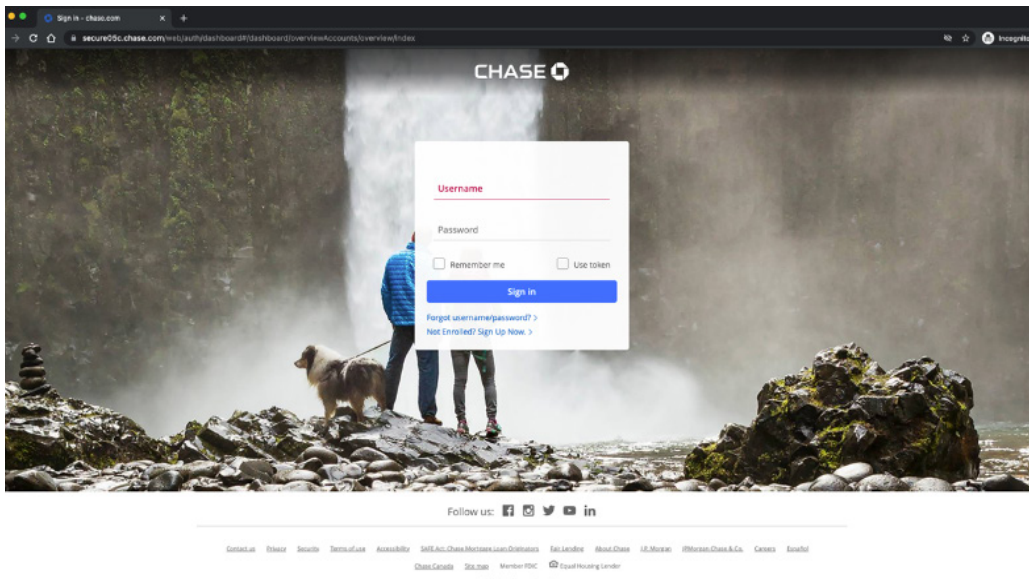 Sign in - chase.com
secure05c.chase.com/web/auth/dashboard#/dashboard/overviewAccounts/overview/index
Incognito
CHASE
Username
Password
Remember me Use token
Sign in
Forgot username/password? >
Not Enrolled? Sign Up Now. >
Follow us:
Contact us Privacy Security Terms of use Accessibility SAFE Act: Chase Mortgage Loan Originators Fair Lending About Chase J.P. Morgan JPMorgan Chase & Co. Careers Español
Chase Canada Site map Member FDIC Equal Housing Lender